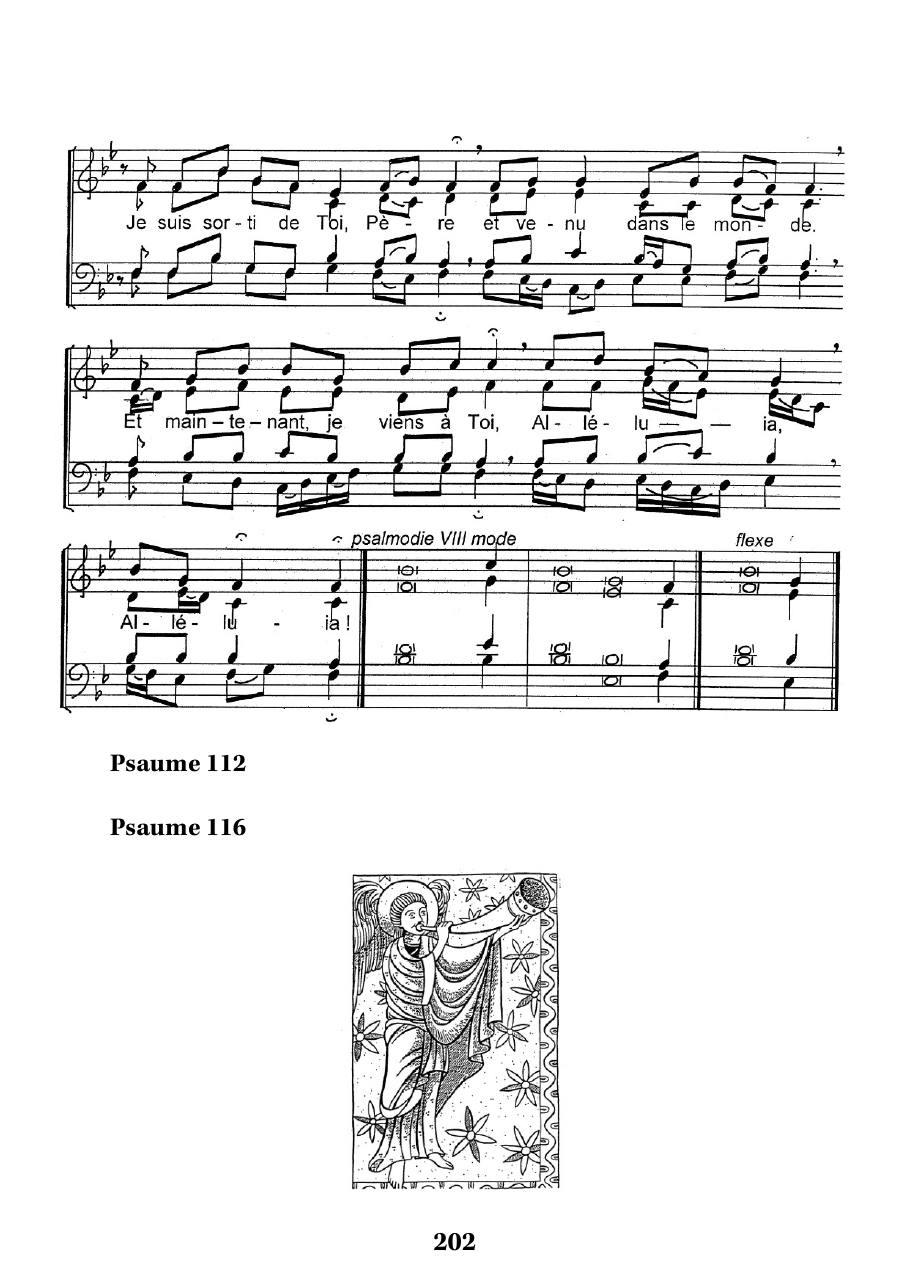 Je suis sor - ti de Toi, Pè - re et ve - nu dans le mon - de.
Et main – te – nant, je viens à Toi, Al - lé - lu — — ia,
psalmodie VIII mode flexe
Al - lé - lu - ia !
Psaume 112
Psaume 116
202